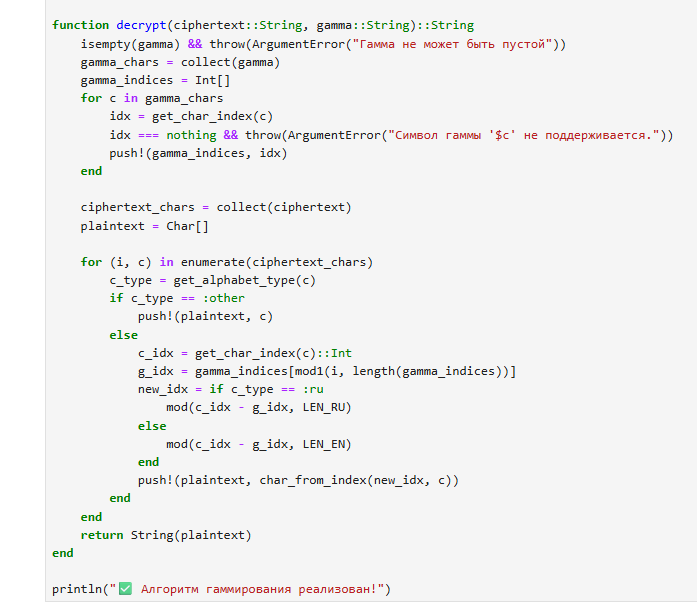 function decrypt(ciphertext::String, gamma::String)::String
    isempty(gamma) && throw(ArgumentError("Гамма не может быть пустой"))
    gamma_chars = collect(gamma)
    gamma_indices = Int[]
    for c in gamma_chars
        idx = get_char_index(c)
        idx === nothing && throw(ArgumentError("Символ гаммы '$c' не поддерживается."))
        push!(gamma_indices, idx)
    end

    ciphertext_chars = collect(ciphertext)
    plaintext = Char[]

    for (i, c) in enumerate(ciphertext_chars)
        c_type = get_alphabet_type(c)
        if c_type == :other
            push!(plaintext, c)
        else
            c_idx = get_char_index(c)::Int
            g_idx = gamma_indices[mod1(i, length(gamma_indices))]
            new_idx = if c_type == :ru
                mod(c_idx - g_idx, LEN_RU)
            else
                mod(c_idx - g_idx, LEN_EN)
            end
            push!(plaintext, char_from_index(new_idx, c))
        end
    end
    return String(plaintext)
end

println("✅ Алгоритм гаммирования реализован!")